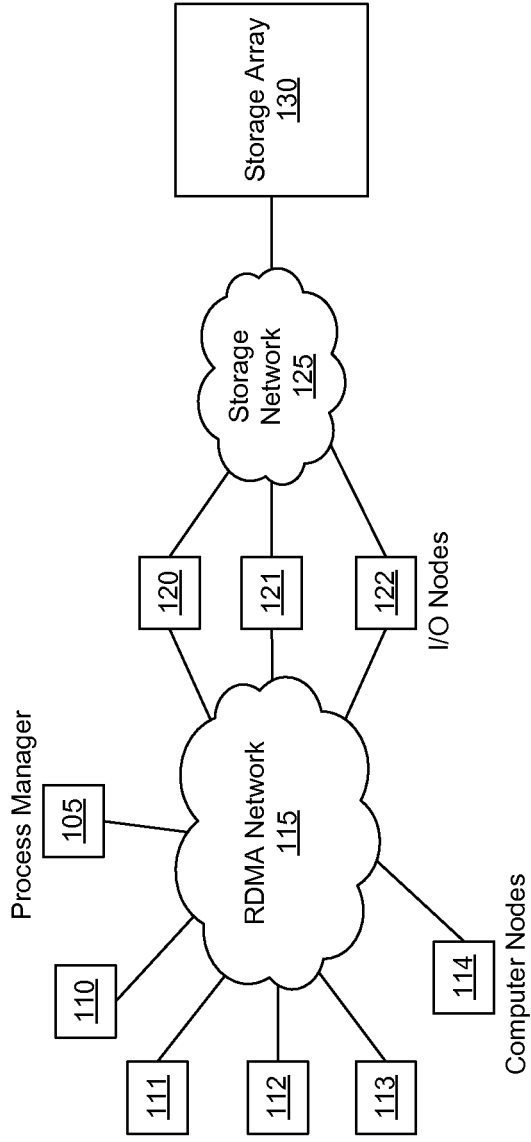 Process Manager
105
110
111
112
113
114
Computer Nodes
RDMA Network
115
120
121
122
I/O Nodes
Storage
Network
125
Storage Array
130